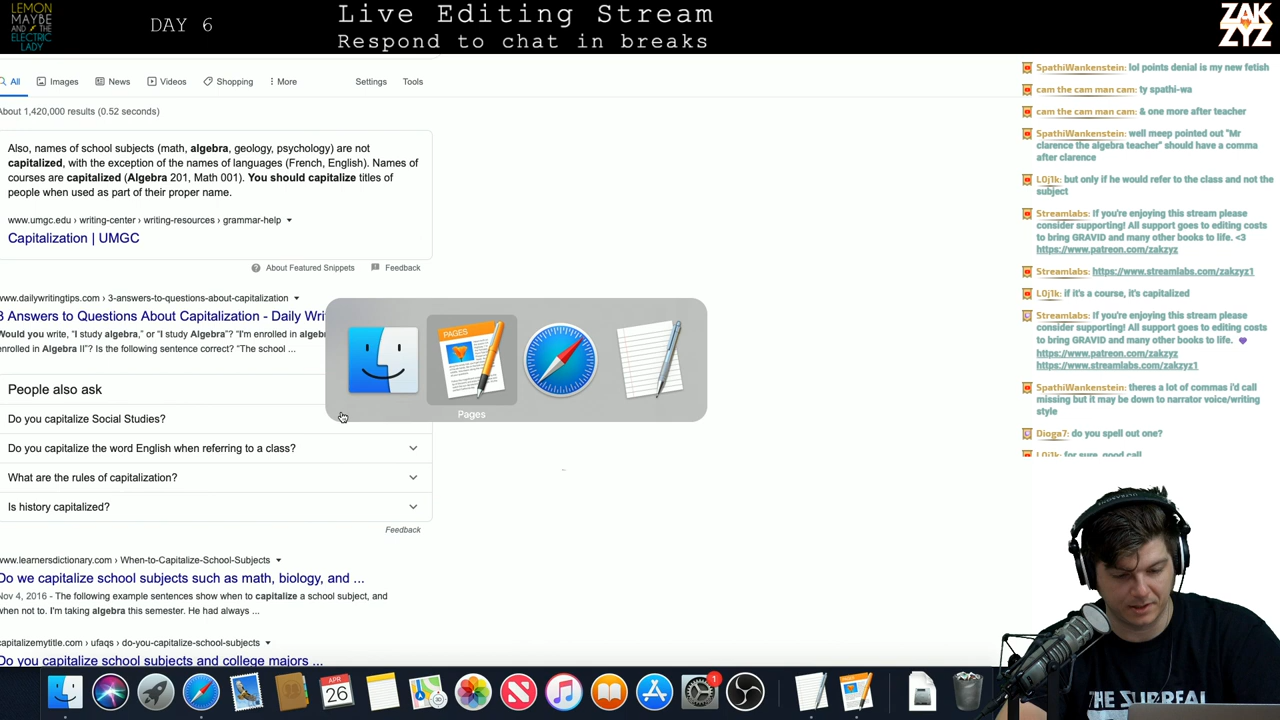 LEMON
MAYBE
AND THE
ELECTRIC
LADY
DAY 6
Live Editing Stream
Respond to chat in breaks
ZAK
ZYZ
All Images News Videos Shopping More Settings Tools
About 1,420,000 results (0.52 seconds)
Also, names of school subjects (math, algebra, geology, psychology) are not
capitalized, with the exception of the names of languages (French, English). Names of
courses are capitalized (Algebra 201, Math 001). You should capitalize titles of
people when used as part of their proper name.
www.umgc.edu › writing-center › writing-resources › grammar-help
Capitalization | UMGC
About Featured Snippets Feedback
www.dailywritingtips.com › 3-answers-to-questions-about-capitalization
3 Answers to Questions About Capitalization - Daily Wri
Would you write, "I study algebra," or "I study Algebra"? "I'm enrolled in algeb
enrolled in Algebra II"? Is the following sentence correct? "The school ...
People also ask
Do you capitalize Social Studies?
Do you capitalize the word English when referring to a class?
What are the rules of capitalization?
Is history capitalized?
Feedback
www.learnersdictionary.com › When-to-Capitalize-School-Subjects
Do we capitalize school subjects such as math, biology, and ...
Nov 4, 2016 - The following example sentences show when to capitalize a school subject, and
when not to. I'm taking algebra this semester. He had always ...
capitalizemytitle.com › ufaqs › do-you-capitalize-school-subjects
Do you capitalize school subjects and college majors ...
PAGES
Pages
SpathiWankenstein: lol points denial is my new fetish
cam the cam man cam: ty spathi-wa
cam the cam man cam: & one more after teacher
SpathiWankenstein: well meep pointed out "Mr
clarence the algebra teacher" should have a comma
after clarence
L0j1k: but only if he would refer to the class and not the
subject
Streamlabs: If you're enjoying this stream please
consider supporting! All support goes to editing costs
to bring GRAVID and many other books to life. <3
https://www.patreon.com/zakzyz
Streamlabs: https://www.streamlabs.com/zakzyz1
L0j1k: if it's a course, it's capitalized
Streamlabs: If you're enjoying this stream please
consider supporting! All support goes to editing costs
to bring GRAVID and many other books to life. 💜
https://www.patreon.com/zakzyz
https://www.streamlabs.com/zakzyz1
SpathiWankenstein: theres a lot of commas i'd call
missing but it may be down to narrator voice/writing
style
Dioga7: do you spell out one?
L0j1k: for sure, good call
APR
26
1
THE SURREAL